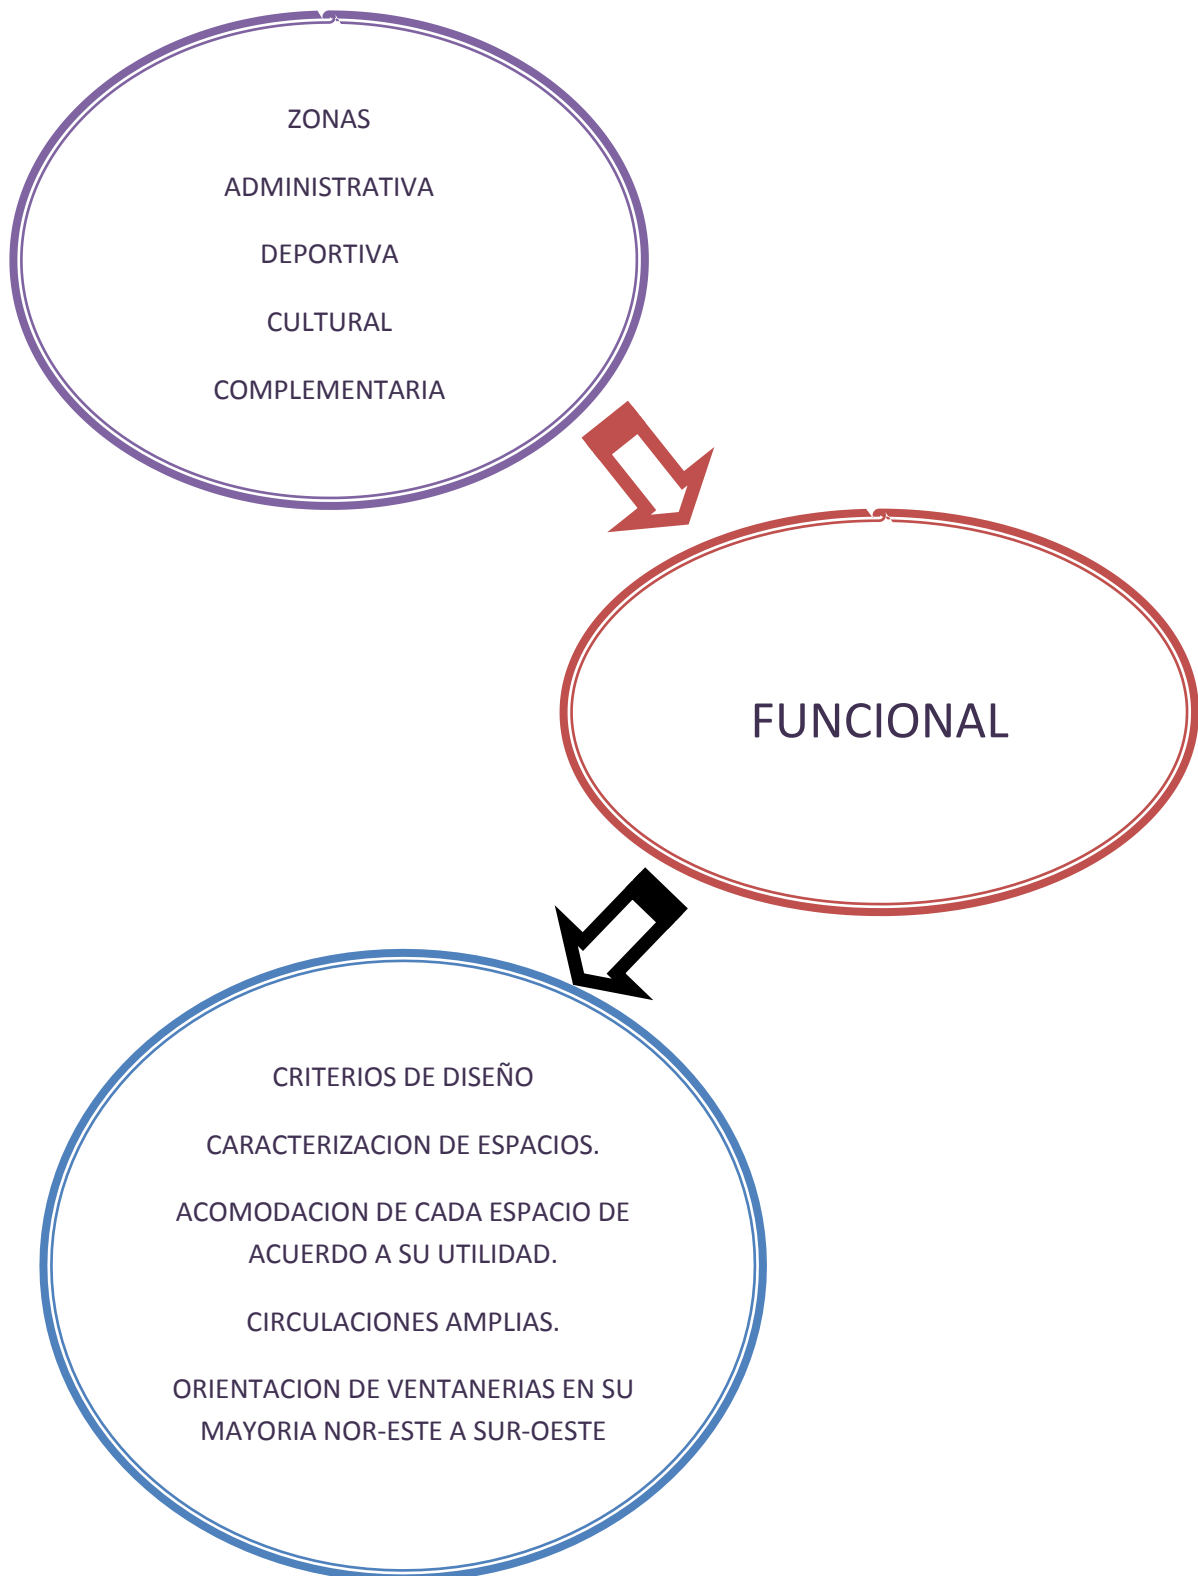 ZONAS
ADMINISTRATIVA
DEPORTIVA
CULTURAL
COMPLEMENTARIA
FUNCIONAL
CRITERIOS DE DISEÑO
CARACTERIZACION DE ESPACIOS.
ACOMODACION DE CADA ESPACIO DE
ACUERDO A SU UTILIDAD.
CIRCULACIONES AMPLIAS.
ORIENTACION DE VENTANERIAS EN SU
MAYORIA NOR-ESTE A SUR-OESTE